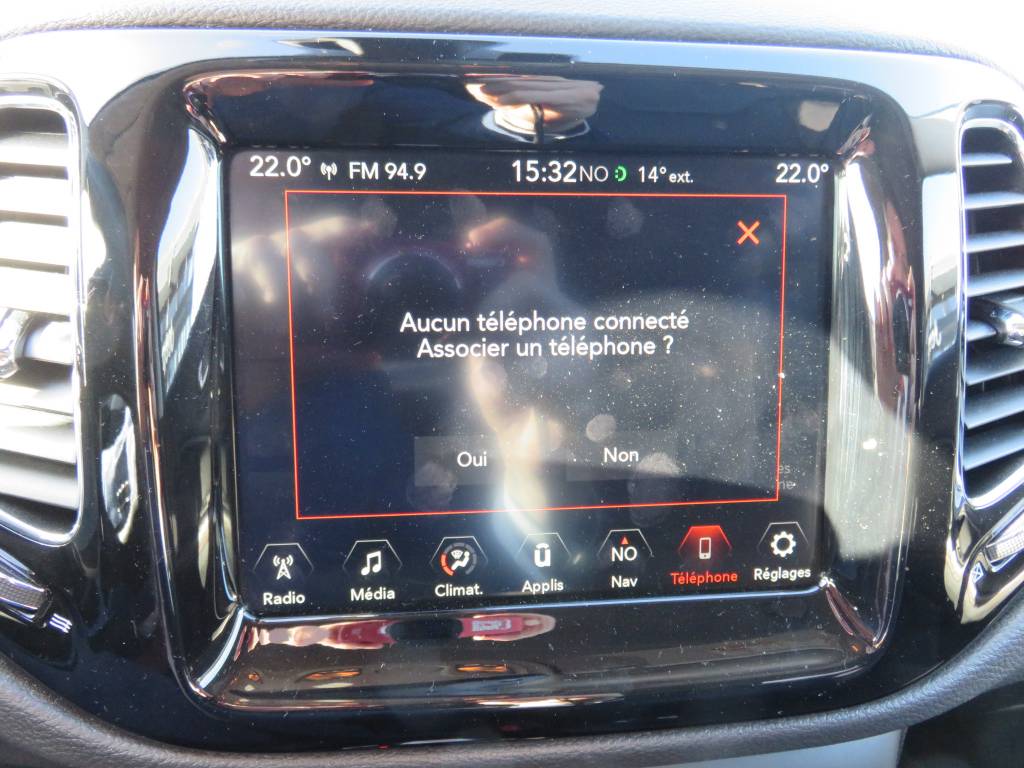 22.0° FM 94.9 15:32 NO 14° ext. 22.0°
Aucun téléphone connecté
Associer un téléphone ?
Oui Non
NO
Radio Média Climat. Applis Nav Téléphone Réglages